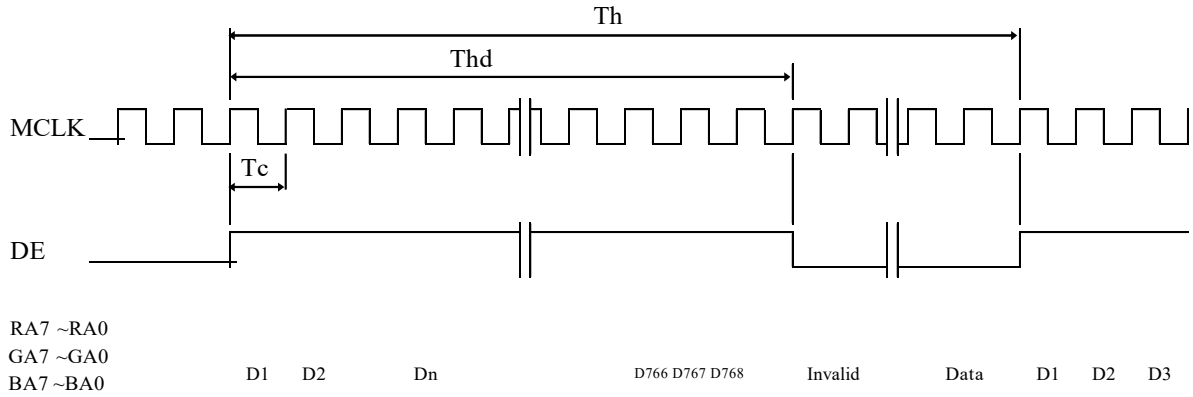 Th
Thd
MCLK
Tc
DE
RA7 ~RA0
GA7 ~GA0
BA7 ~BA0
D1 D2 Dn D766 D767 D768 Invalid Data D1 D2 D3